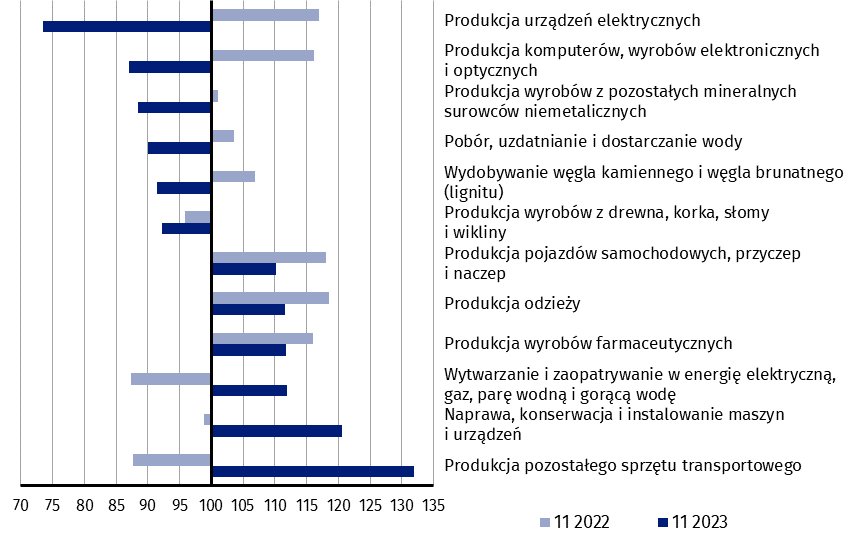 Produkcja urządzeń elektrycznych
Produkcja komputerów, wyrobów elektronicznych
i optycznych
Produkcja wyrobów z pozostałych mineralnych
surowców niemetalicznych
Pobór, uzdatnianie i dostarczanie wody
Wydobywanie węgla kamiennego i węgla brunatnego
(lignitu)
Produkcja wyrobów z drewna, korka, słomy
i wikliny
Produkcja pojazdów samochodowych, przyczep
i naczep
Produkcja odzieży
Produkcja wyrobów farmaceutycznych
Wytwarzanie i zaopatrywanie w energię elektryczną,
gaz, parę wodną i gorącą wodę
Naprawa, konserwacja i instalowanie maszyn
i urządzeń
Produkcja pozostałego sprzętu transportowego
70 75 80 85 90 95 100 105 110 115 120 125 130 135
11 2022 11 2023